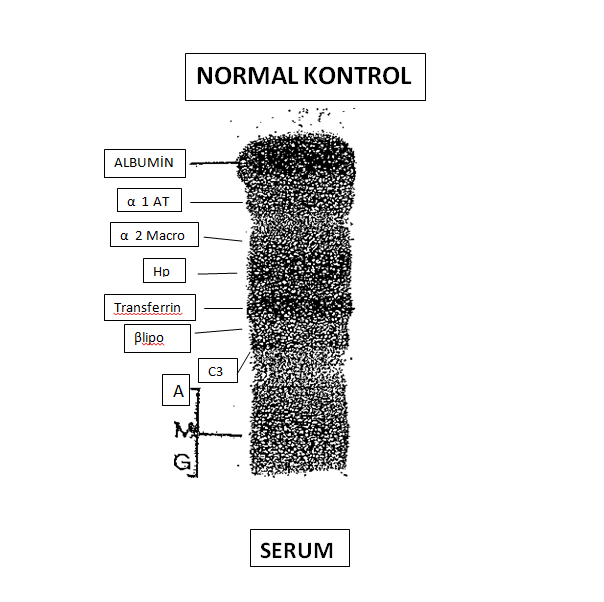 NORMAL KONTROL
ALBUMİN
α 1 AT
α 2 Macro
Hp
Transferrin
βlipo
C3
A
M
G
SERUM